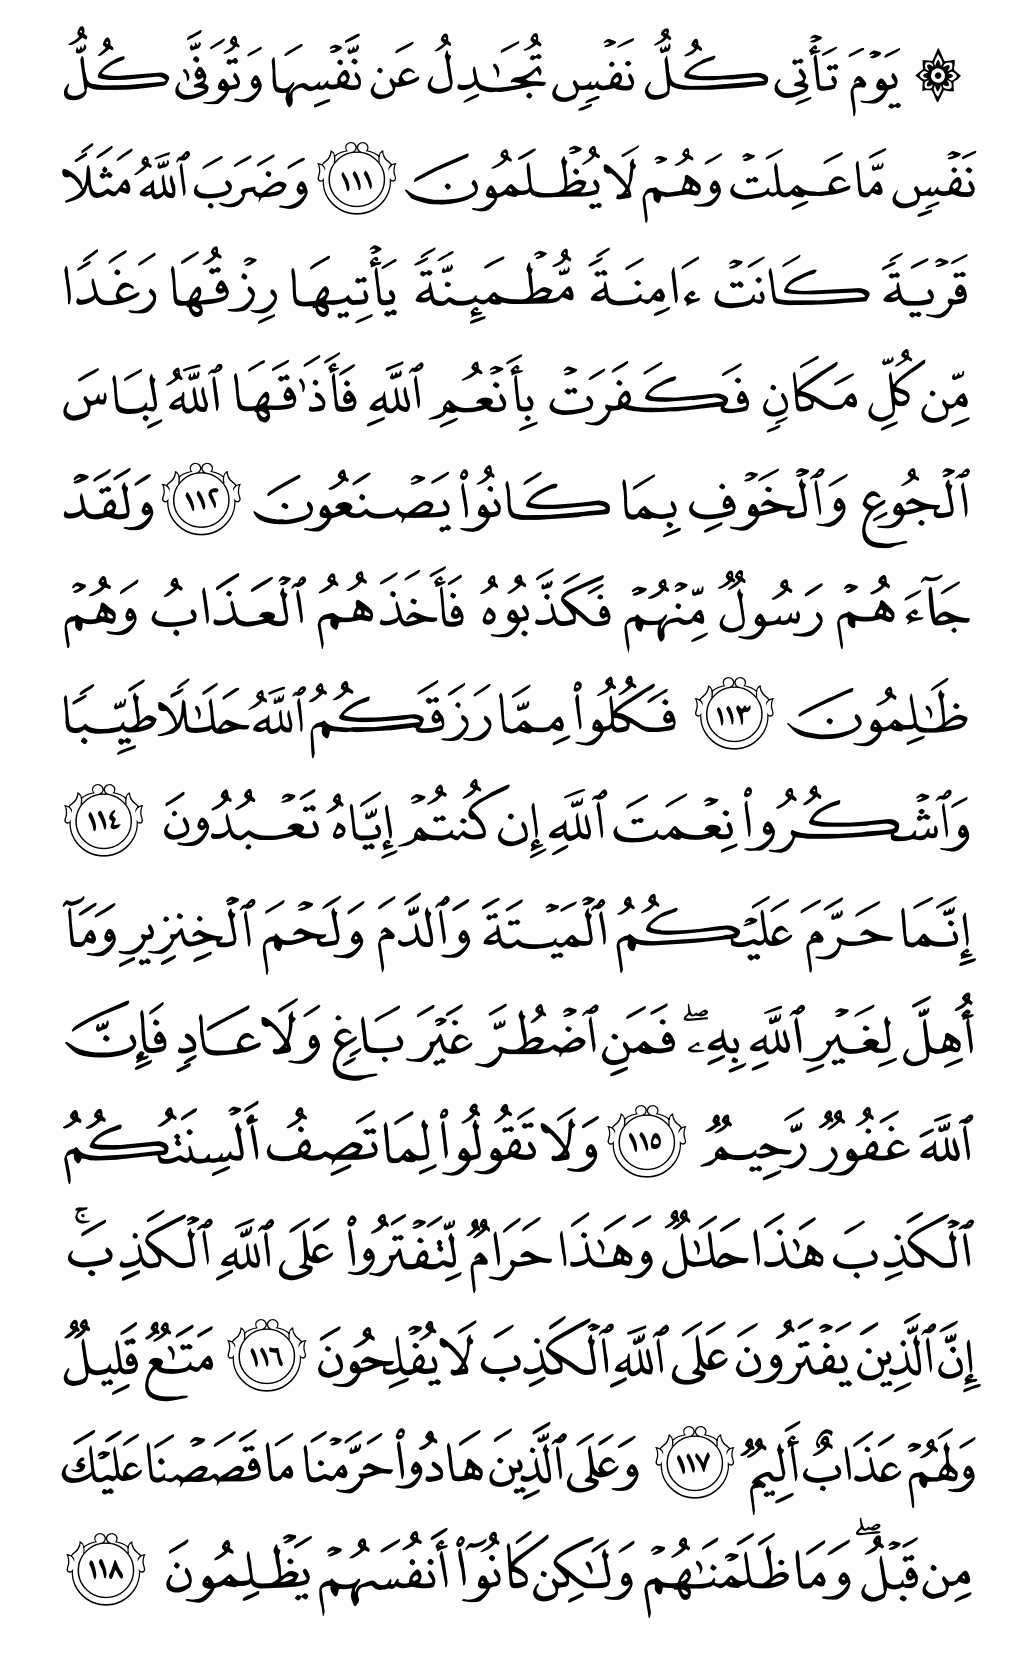 ۞ يَوۡمَ تَأۡتِي كُلُّ نَفۡسٖ تُجَٰدِلُ عَن نَّفۡسِهَا وَتُوَفَّىٰ كُلُّ
نَفۡسٖ مَّا عَمِلَتۡ وَهُمۡ لَا يُظۡلَمُونَ ١١١ وَضَرَبَ ٱللَّهُ مَثَلٗا
قَرۡيَةٗ كَانَتۡ ءَامِنَةٗ مُّطۡمَئِنَّةٗ يَأۡتِيهَا رِزۡقُهَا رَغَدٗا
مِّن كُلِّ مَكَانٖ فَكَفَرَتۡ بِأَنۡعُمِ ٱللَّهِ فَأَذَٰقَهَا ٱللَّهُ لِبَاسَ
ٱلۡجُوعِ وَٱلۡخَوۡفِ بِمَا كَانُواْ يَصۡنَعُونَ ١١٢ وَلَقَدۡ
جَآءَهُمۡ رَسُولٞ مِّنۡهُمۡ فَكَذَّبُوهُ فَأَخَذَهُمُ ٱلۡعَذَابُ وَهُمۡ
ظَٰلِمُونَ ١١٣ فَكُلُواْ مِمَّا رَزَقَكُمُ ٱللَّهُ حَلَٰلٗا طَيِّبٗا
وَٱشۡكُرُواْ نِعۡمَتَ ٱللَّهِ إِن كُنتُمۡ إِيَّاهُ تَعۡبُدُونَ ١١٤
إِنَّمَا حَرَّمَ عَلَيۡكُمُ ٱلۡمَيۡتَةَ وَٱلدَّمَ وَلَحۡمَ ٱلۡخِنزِيرِ وَمَآ
أُهِلَّ لِغَيۡرِ ٱللَّهِ بِهِۦۖ فَمَنِ ٱضۡطُرَّ غَيۡرَ بَاغٖ وَلَا عَادٖ فَإِنَّ
ٱللَّهَ غَفُورٞ رَّحِيمٞ ١١٥ وَلَا تَقُولُواْ لِمَا تَصِفُ أَلۡسِنَتُكُمُ
ٱلۡكَذِبَ هَٰذَا حَلَٰلٞ وَهَٰذَا حَرَامٞ لِّتَفۡتَرُواْ عَلَى ٱللَّهِ ٱلۡكَذِبَۚ
إِنَّ ٱلَّذِينَ يَفۡتَرُونَ عَلَى ٱللَّهِ ٱلۡكَذِبَ لَا يُفۡلِحُونَ ١١٦ مَتَٰعٞ قَلِيلٞ
وَلَهُمۡ عَذَابٌ أَلِيمٞ ١١٧ وَعَلَى ٱلَّذِينَ هَادُواْ حَرَّمۡنَا مَا قَصَصۡنَا عَلَيۡكَ
مِن قَبۡلُۖ وَمَا ظَلَمۡنَٰهُمۡ وَلَٰكِن كَانُوٓاْ أَنفُسَهُمۡ يَظۡلِمُونَ ١١٨